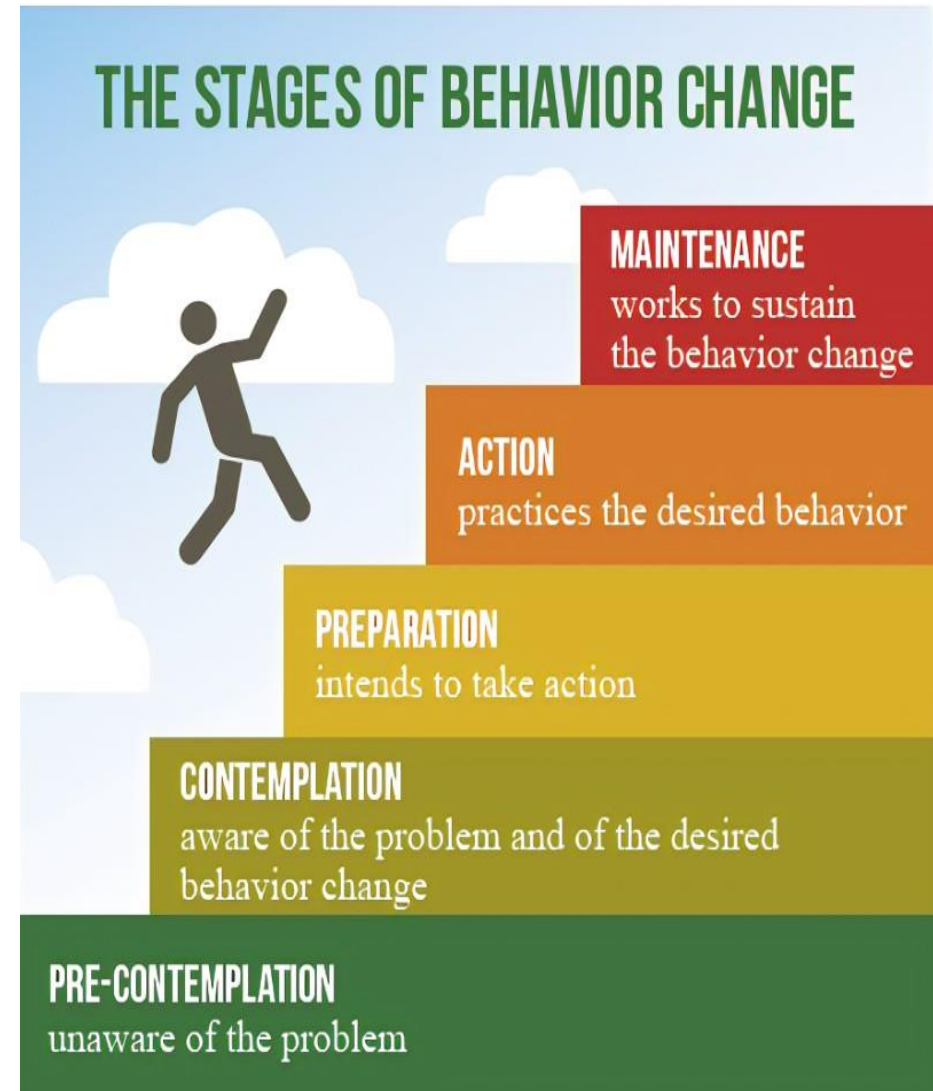 THE STAGES OF BEHAVIOR CHANGE
MAINTENANCE
works to sustain
the behavior change
ACTION
practices the desired behavior
PREPARATION
intends to take action
CONTEMPLATION
aware of the problem and of the desired
behavior change
PRE-CONTEMPLATION
unaware of the problem